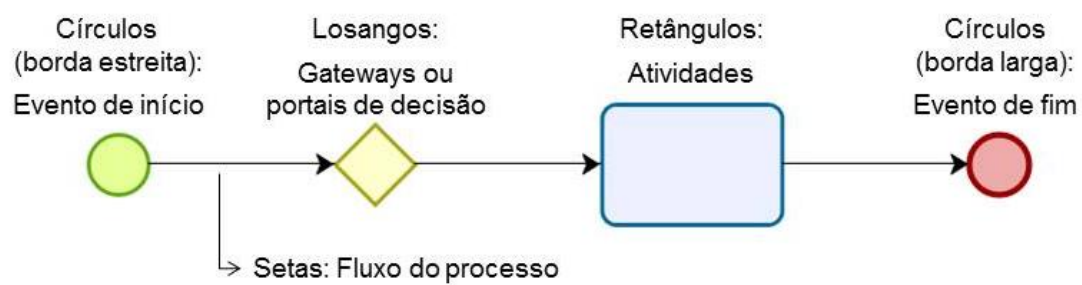 Círculos
(borda estreita):
Evento de início
Losangos:
Gateways ou
portais de decisão
Retângulos:
Atividades
Círculos
(borda larga):
Evento de fim
Setas: Fluxo do processo